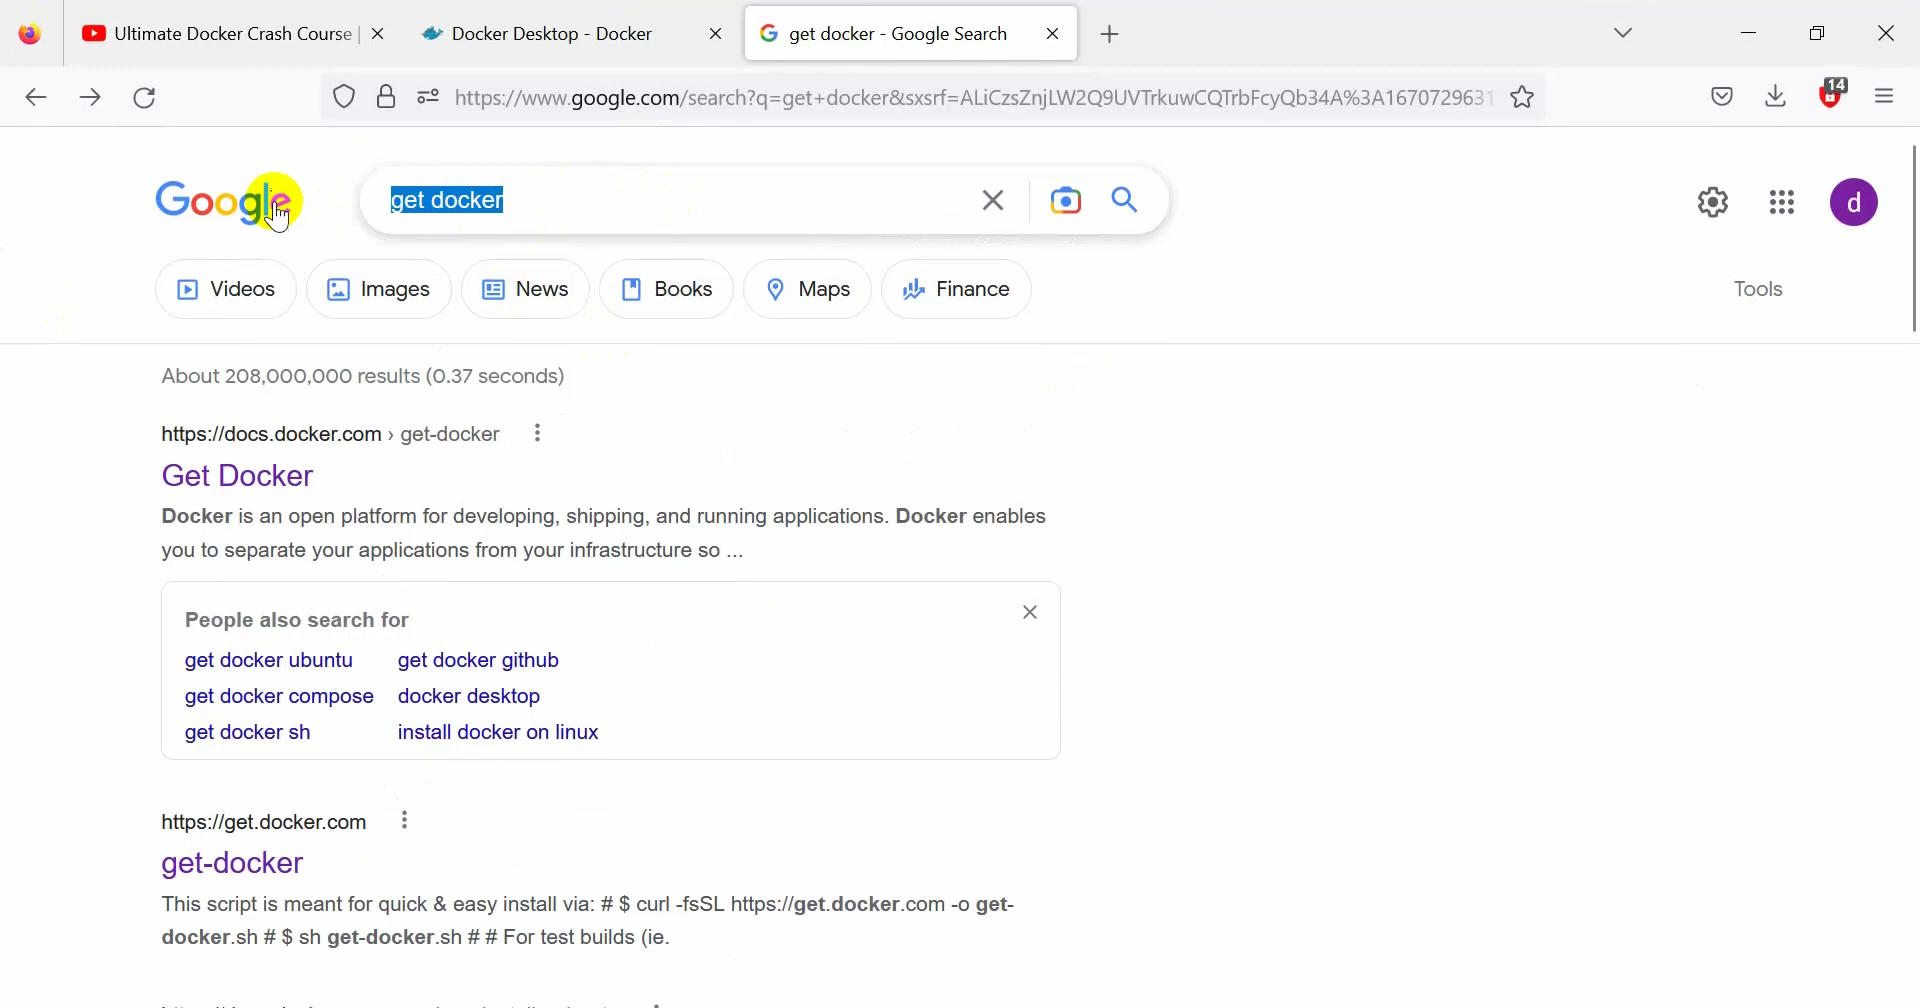 Ultimate Docker Crash Course |
Docker Desktop - Docker
get docker - Google Search
https://www.google.com/search?q=get+docker&sxsrf=ALiCzsZnjLW2Q9UVTrkuwCQTrbFcyQb34A%3A1670729631
14
Google
get docker
d
Videos
Images
News
Books
Maps
Finance
Tools
About 208,000,000 results (0.37 seconds)
https://docs.docker.com › get-docker
Get Docker
Docker is an open platform for developing, shipping, and running applications. Docker enables
you to separate your applications from your infrastructure so ...
People also search for
get docker ubuntu get docker github
get docker compose docker desktop
get docker sh install docker on linux
https://get.docker.com
get-docker
This script is meant for quick & easy install via: # $ curl -fsSL https://get.docker.com -o get-
docker.sh # $ sh get-docker.sh # # For test builds (ie.